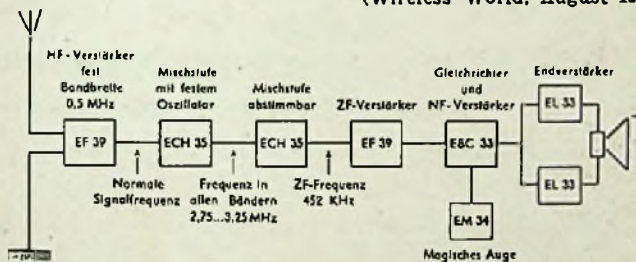 (Wireless World, August 19
HF-Verstärker
fest
Bandbreite
0,5 MHz
Mischstufe
mit festem
Oszillator
Mischstufe
abstimmbar
ZF-Verstärker
Gleichrichter
und
NF-Verstärker
Endverstärker
EF 39
ECH 35
ECH 35
EF 39
EBC 33
EL 33
EL 33
EM 34
Normale
Signalfrequenz
Frequenz in
allen Bändern
2,75...3,25 MHz
ZF-Frequenz
452 KHz
Magisches Auge